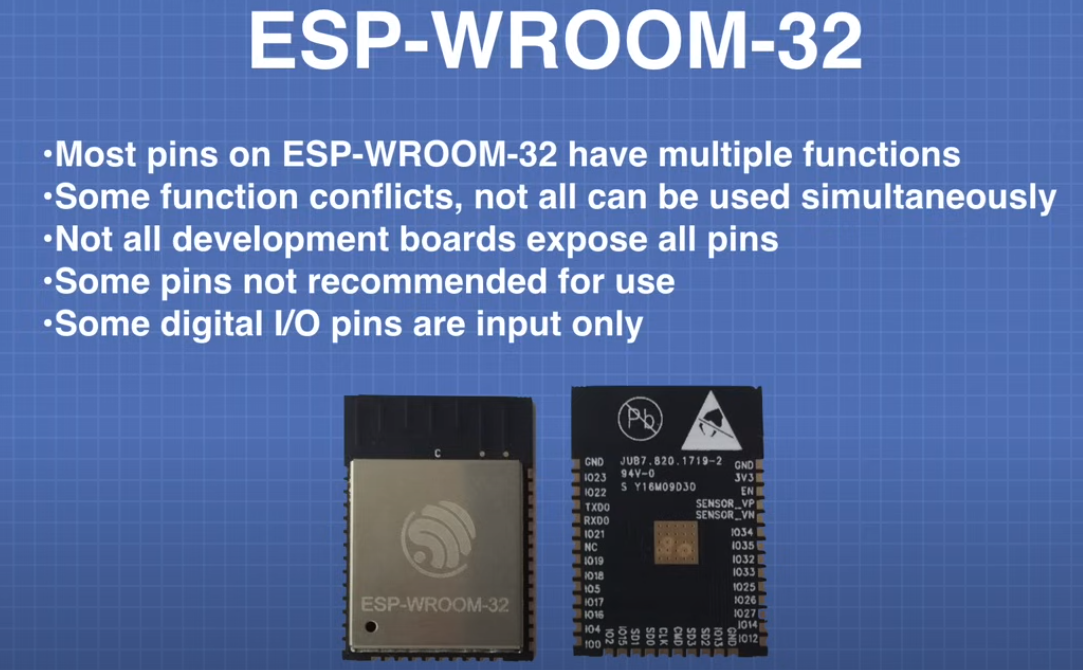 ESP-WROOM-32
•Most pins on ESP-WROOM-32 have multiple functions
•Some function conflicts, not all can be used simultaneously
•Not all development boards expose all pins
•Some pins not recommended for use
•Some digital I/O pins are input only
C
ESP-WROOM-32
Pb
JUB7.820.1719-2
94V-0
S Y16M09D30
GND
IO23
IO22
TXD0
RXD0
IO21
NC
IO19
IO18
IO5
IO17
IO16
IO4
IO0
IO2
IO15
SD1
SD0
CLK
CMD
SD3
SD2
IO13
GND
GND
3V3
EN
SENSOR_VP
SENSOR_VN
IO34
IO35
IO32
IO33
IO25
IO26
IO27
IO14
IO12